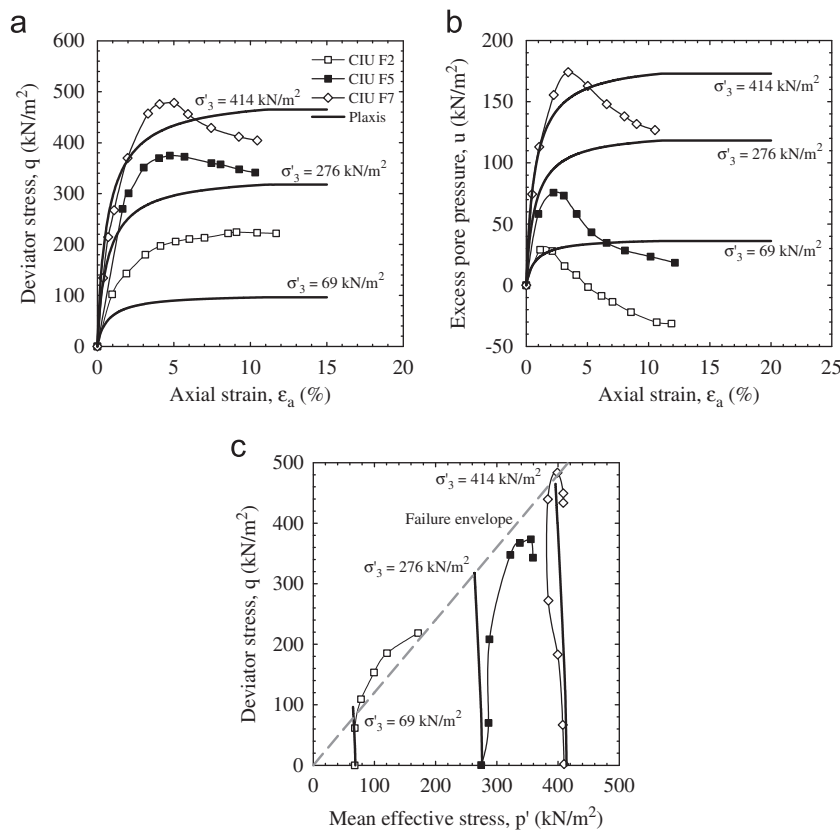 a
600
500
400
300
200
100
0
0
5
10
15
20
Deviator stress, q (kN/m²)
Axial strain, εa (%)
CIU F2
CIU F5
CIU F7
Plaxis
σ'3 = 414 kN/m²
σ'3 = 276 kN/m²
σ'3 = 69 kN/m²
b
200
150
100
50
0
-50
0
5
10
15
20
25
Excess pore pressure, u (kN/m²)
Axial strain, εa (%)
σ'3 = 414 kN/m²
σ'3 = 276 kN/m²
σ'3 = 69 kN/m²
c
500
400
300
200
100
0
0
100
200
300
400
500
Deviator stress, q (kN/m²)
Mean effective stress, p' (kN/m²)
σ'3 = 414 kN/m²
Failure envelope
σ'3 = 276 kN/m²
σ'3 = 69 kN/m²